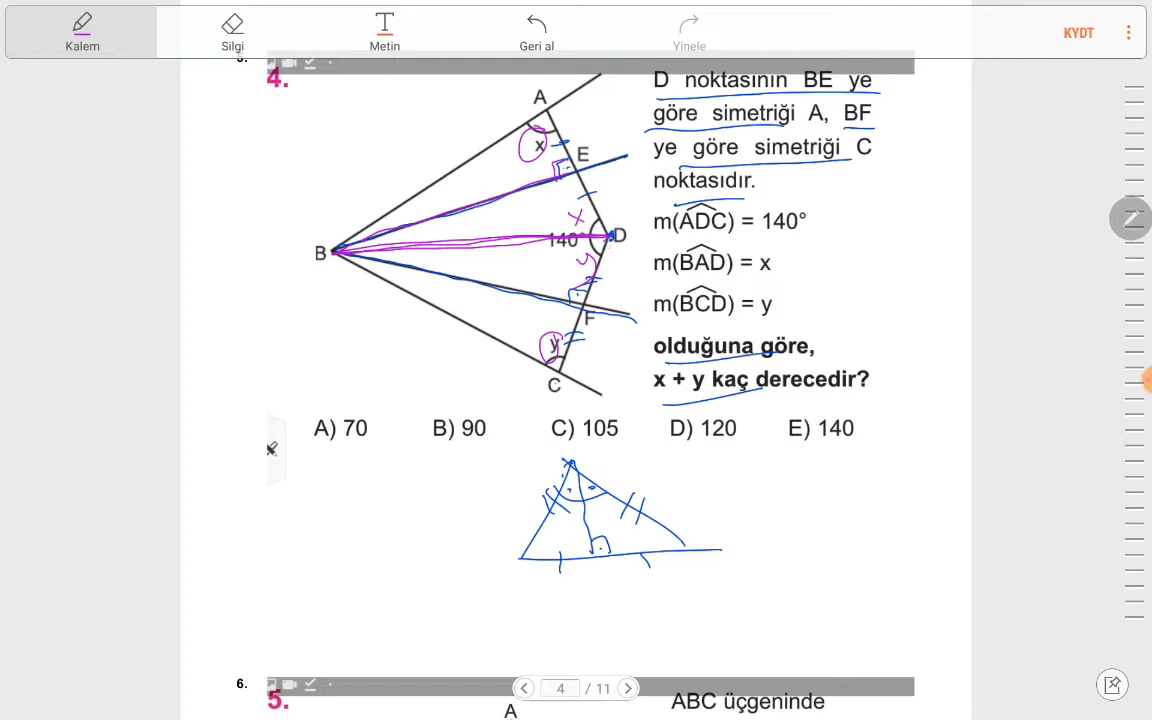 Kalem
Silgi
Metin
Geri al
Yinele
KYDT
4.
D noktasının BE ye
göre simetriği A, BF
ye göre simetriği C
noktasıdır.
m(ADC) = 140°
m(BAD) = x
m(BCD) = y
olduğuna göre,
x + y kaç derecedir?
A
x
E
x
B
140°
D
y
F
y
C
A) 70 B) 90 C) 105 D) 120 E) 140
6.
4 / 11
5.
ABC üçgeninde
A